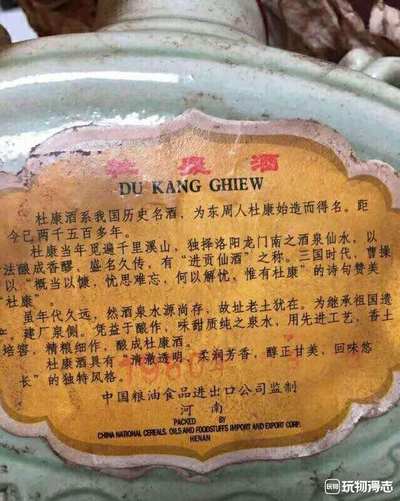 杜康酒
DU KANG GHIEW
杜康酒系我国历史名酒，为东周人杜康始造而得名。距
今已两千五百多年。
杜康当年觅遍千里溪山，独择洛阳龙门南之酒泉仙水，以
法酿成香醪，盛名久传，有“进贡仙酒”之称。三国时代，曹操
以“概当以慷，忧思难忘，何以解忧，惟有杜康”的诗句赞美
“杜康”。
虽年代久远，然酒泉水源尚存，故址老土犹在。为继承祖国遗
产，建厂泉侧。凭益于酿作，味甜质纯之泉水，用先进工艺，香土
培窖，精粮细作，酿成杜康酒。
杜康酒具有“清澈透明，柔润芳香，醇正甘美，回味悠
长”的独特风格。
中国粮油食品进出口公司监制
河南
PACKED BY
CHINA NATIONAL CEREALS, OILS AND FOODSTUFFS IMPORT AND EXPORT CORP.
HENAN
玩物得志